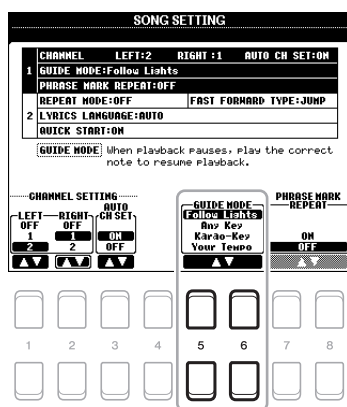 SONG SETTING
CHANNEL LEFT:2 RIGHT:1 AUTO CH SET:ON
1 GUIDE MODE:Follow Lights
PHRASE MARK REPEAT:OFF
REPEAT MODE:OFF FAST FORWARD TYPE:JUMP
2 LYRICS LANGUAGE:AUTO
QUICK START:ON
GUIDE MODE When playback pauses, play the correct
note to resume playback.
CHANNEL SETTING
LEFT RIGHT AUTO CH SET
OFF OFF
1 1 ON
2 2 OFF
GUIDE MODE
Follow Lights
Any Key
Karao-Key
Your Tempo
PHRASE MARK
REPEAT
ON
OFF
1 2 3 4 5 6 7 8